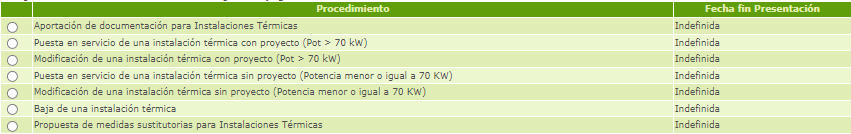 Procedimiento Fecha fin Presentación
Aportación de documentación para Instalaciones Térmicas Indefinida
Puesta en servicio de una instalación térmica con proyecto (Pot > 70 kW) Indefinida
Modificación de una instalación térmica con proyecto (Pot > 70 kW) Indefinida
Puesta en servicio de una instalación térmica sin proyecto (Potencia menor o igual a 70 KW) Indefinida
Modificación de una instalación térmica sin proyecto (Potencia menor o igual a 70 KW) Indefinida
Baja de una instalación térmica Indefinida
Propuesta de medidas sustitutorias para Instalaciones Térmicas Indefinida